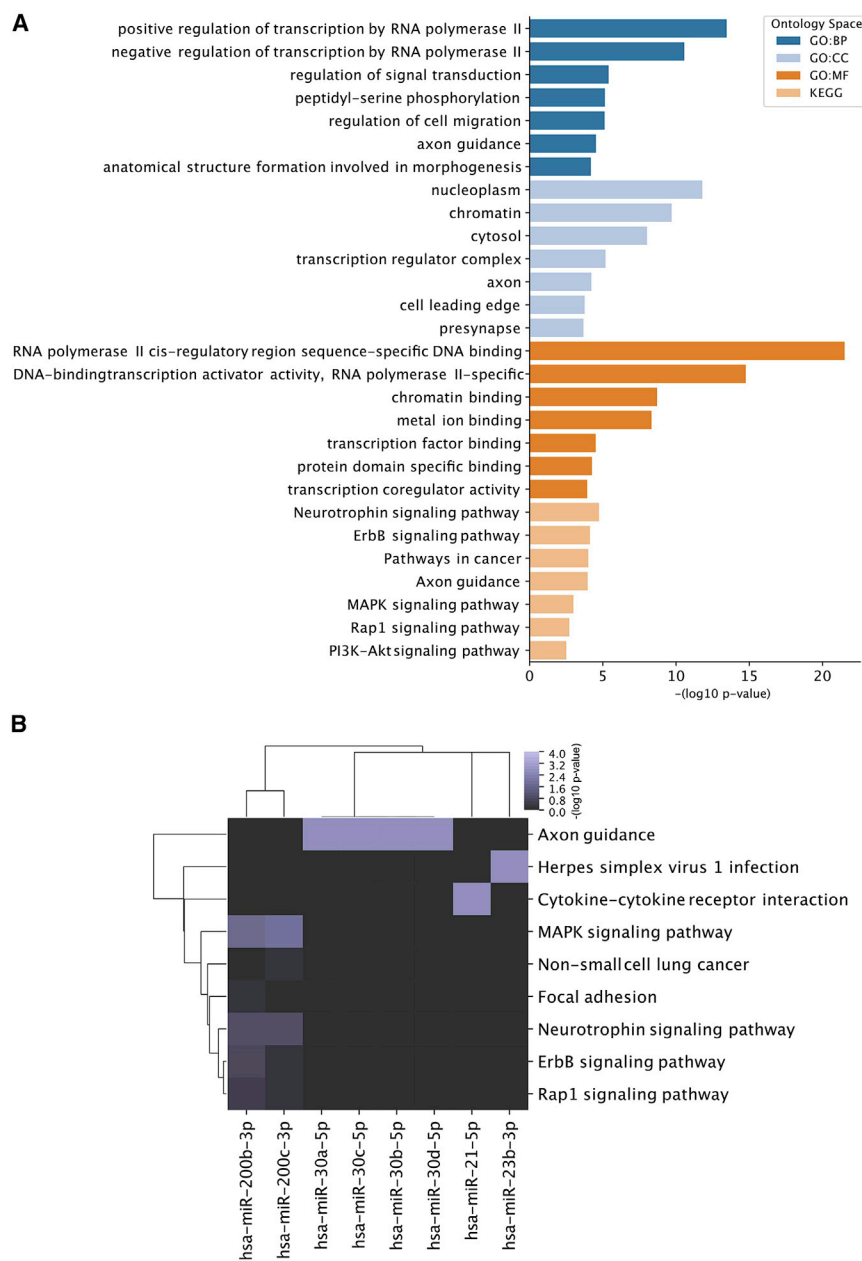 A
positive regulation of transcription by RNA polymerase II
negative regulation of transcription by RNA polymerase II
regulation of signal transduction
peptidyl-serine phosphorylation
regulation of cell migration
axon guidance
anatomical structure formation involved in morphogenesis
nucleoplasm
chromatin
cytosol
transcription regulator complex
axon
cell leading edge
presynapse
RNA polymerase II cis-regulatory region sequence-specific DNA binding
DNA-bindingtranscription activator activity, RNA polymerase II-specific
chromatin binding
metal ion binding
transcription factor binding
protein domain specific binding
transcription coregulator activity
Neurotrophin signaling pathway
ErbB signaling pathway
Pathways in cancer
Axon guidance
MAPK signaling pathway
Rap1 signaling pathway
PI3K-Akt signaling pathway
Ontology Space
GO:BP
GO:CC
GO:MF
KEGG
0 5 10 15 20
-(log10 p-value)
B
4.0
3.2
2.4
1.6
0.8
0.0
-(log10 p-value)
Axon guidance
Herpes simplex virus 1 infection
Cytokine-cytokine receptor interaction
MAPK signaling pathway
Non-smallcell lung cancer
Focal adhesion
Neurotrophin signaling pathway
ErbB signaling pathway
Rap1 signaling pathway
hsa-miR-200b-3p
hsa-miR-200c-3p
hsa-miR-30a-5p
hsa-miR-30c-5p
hsa-miR-30b-5p
hsa-miR-30d-5p
hsa-miR-21-5p
hsa-miR-23b-3p